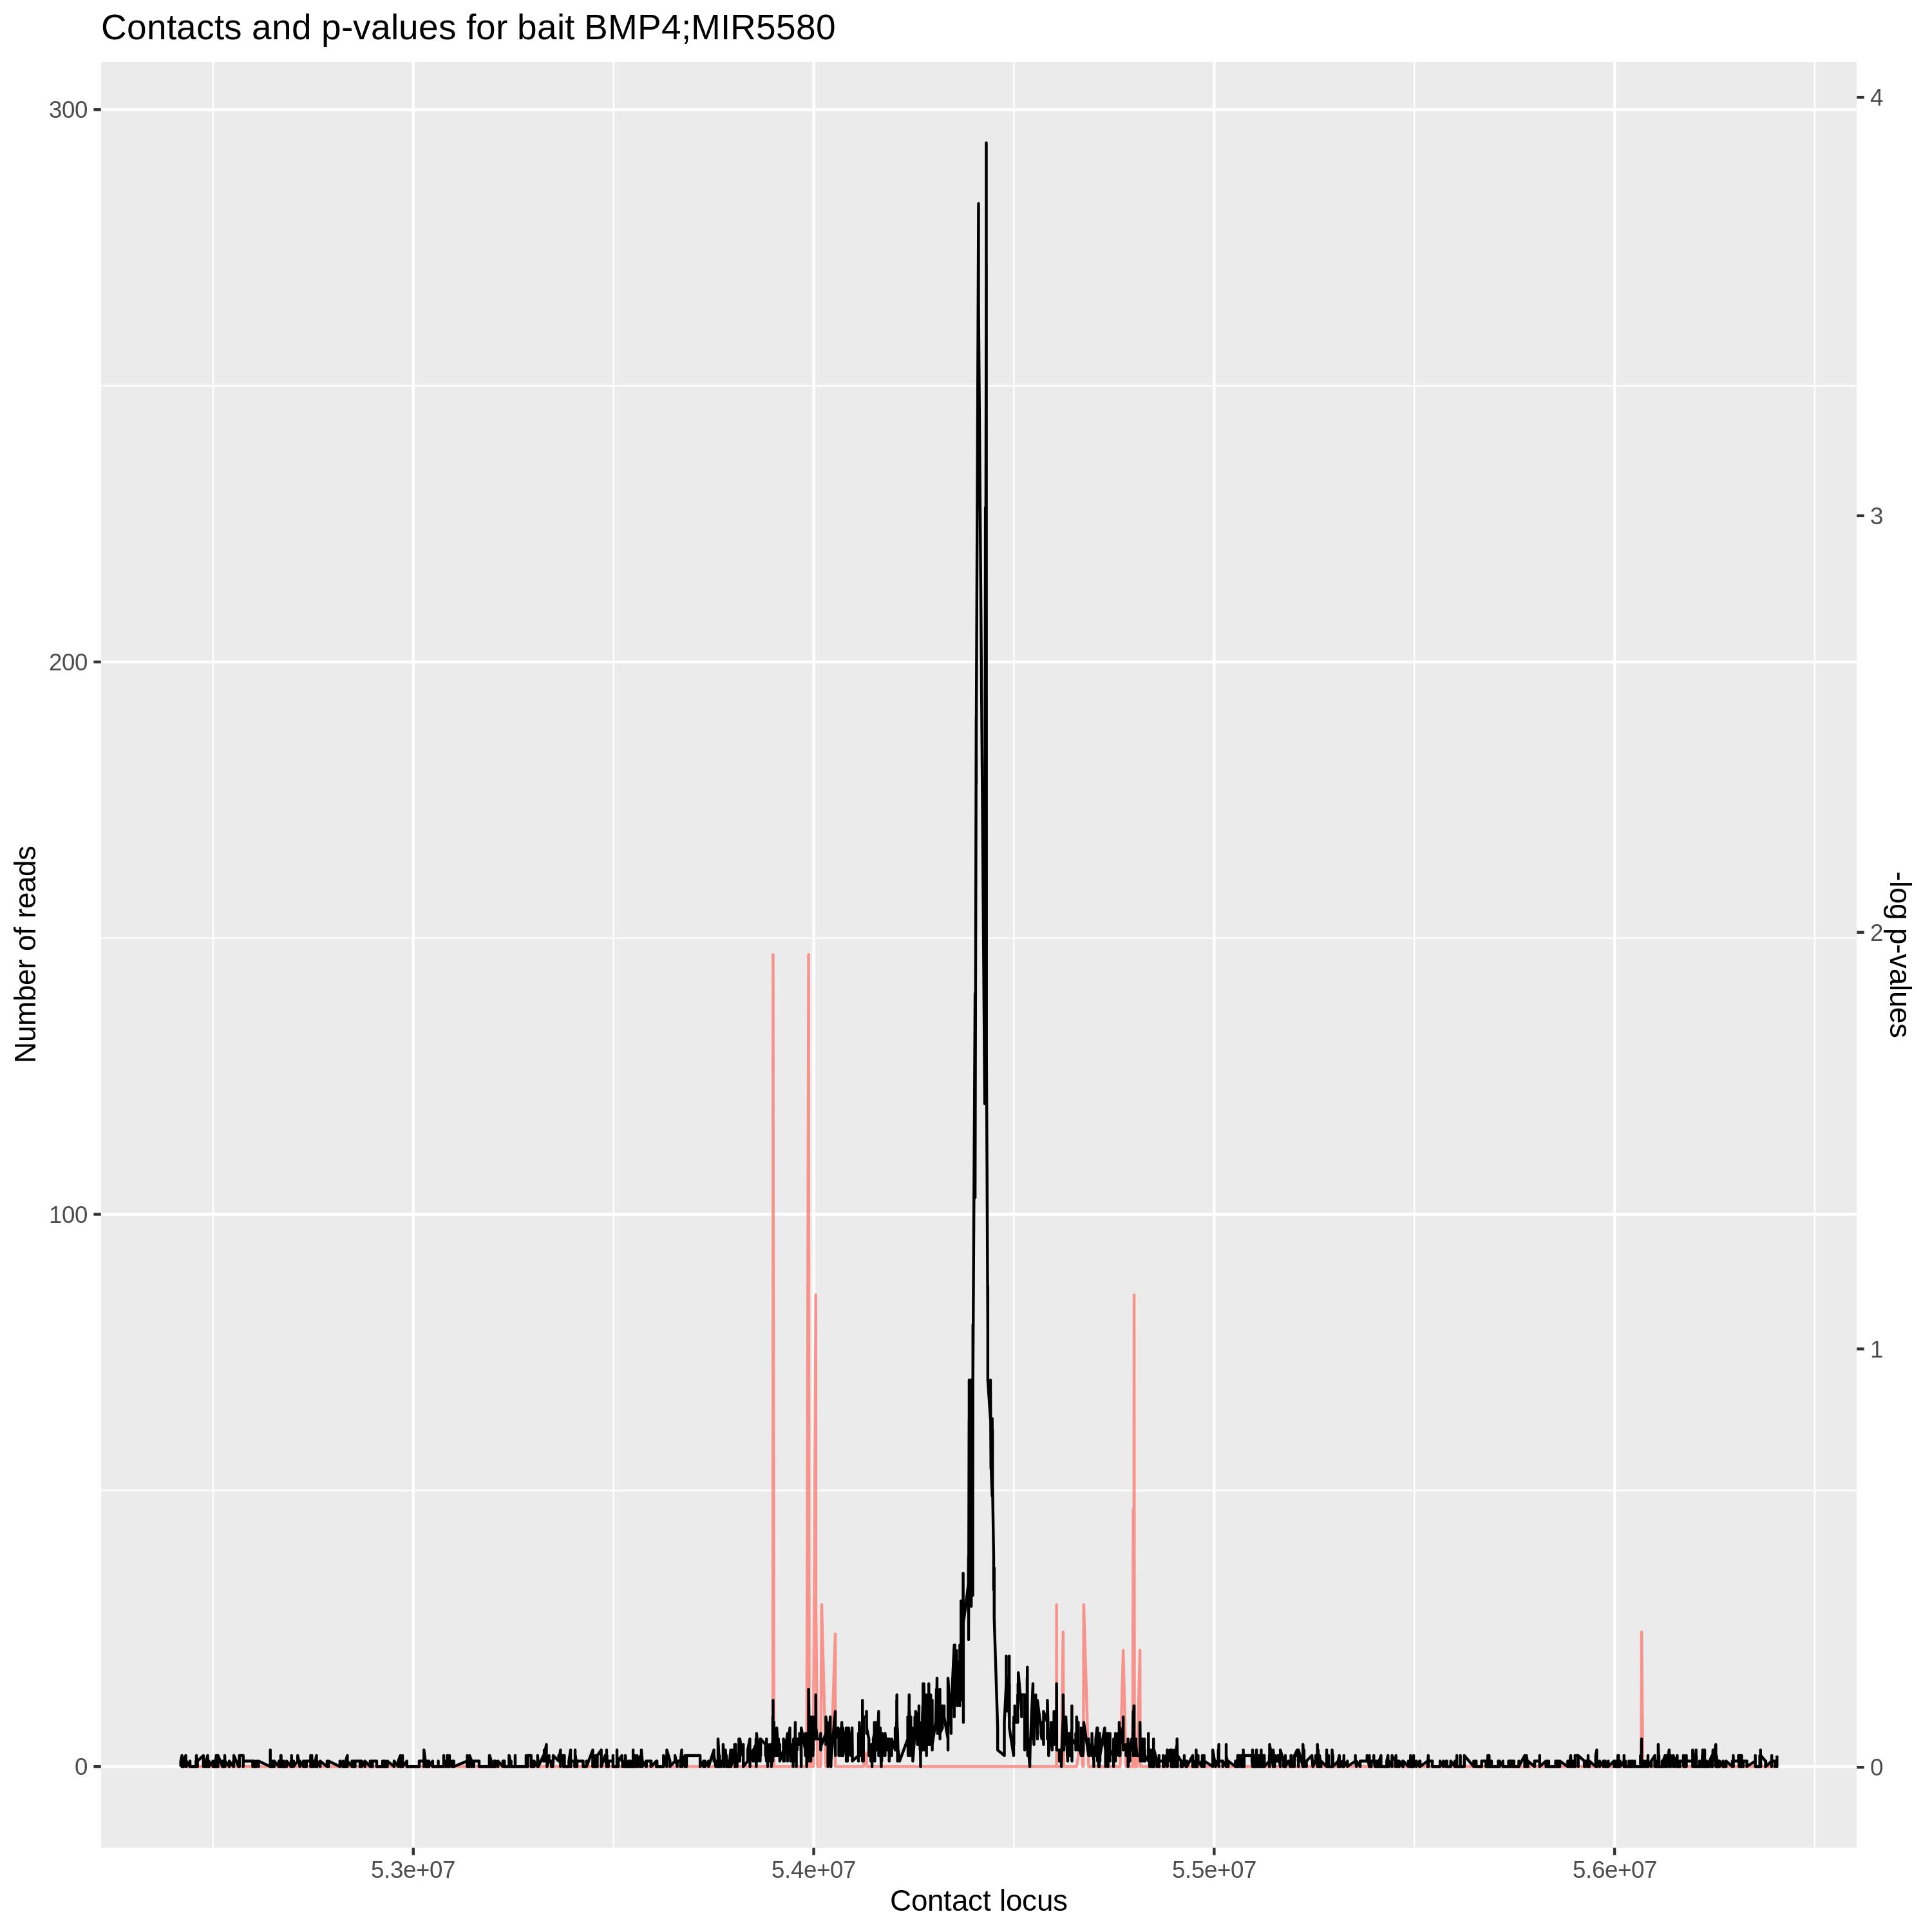 Contacts and p-values for bait BMP4;MIR5580
300
200
100
0
Number of reads
4
3
2
1
0
-log p-values
5.3e+07
5.4e+07
5.5e+07
5.6e+07
Contact locus